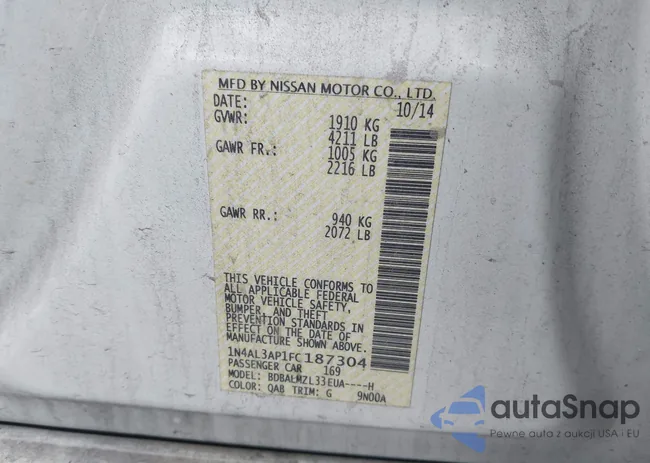 MFD BY NISSAN MOTOR CO., LTD.
DATE: 10/14
GVWR: 1910 KG
4211 LB
GAWR FR.: 1005 KG
2216 LB
GAWR RR.: 940 KG
2072 LB
THIS VEHICLE CONFORMS TO
ALL APPLICABLE FEDERAL
MOTOR VEHICLE SAFETY,
BUMPER, AND THEFT
PREVENTION STANDARDS IN
EFFECT ON THE DATE OF
MANUFACTURE SHOWN ABOVE.
1N4AL3AP1FC187304
PASSENGER CAR 169
MODEL: BDBALMZL33EUA----H
COLOR: QAB TRIM: G 9N00A
autoSnap
Pewne auta z aukcji USA i EU